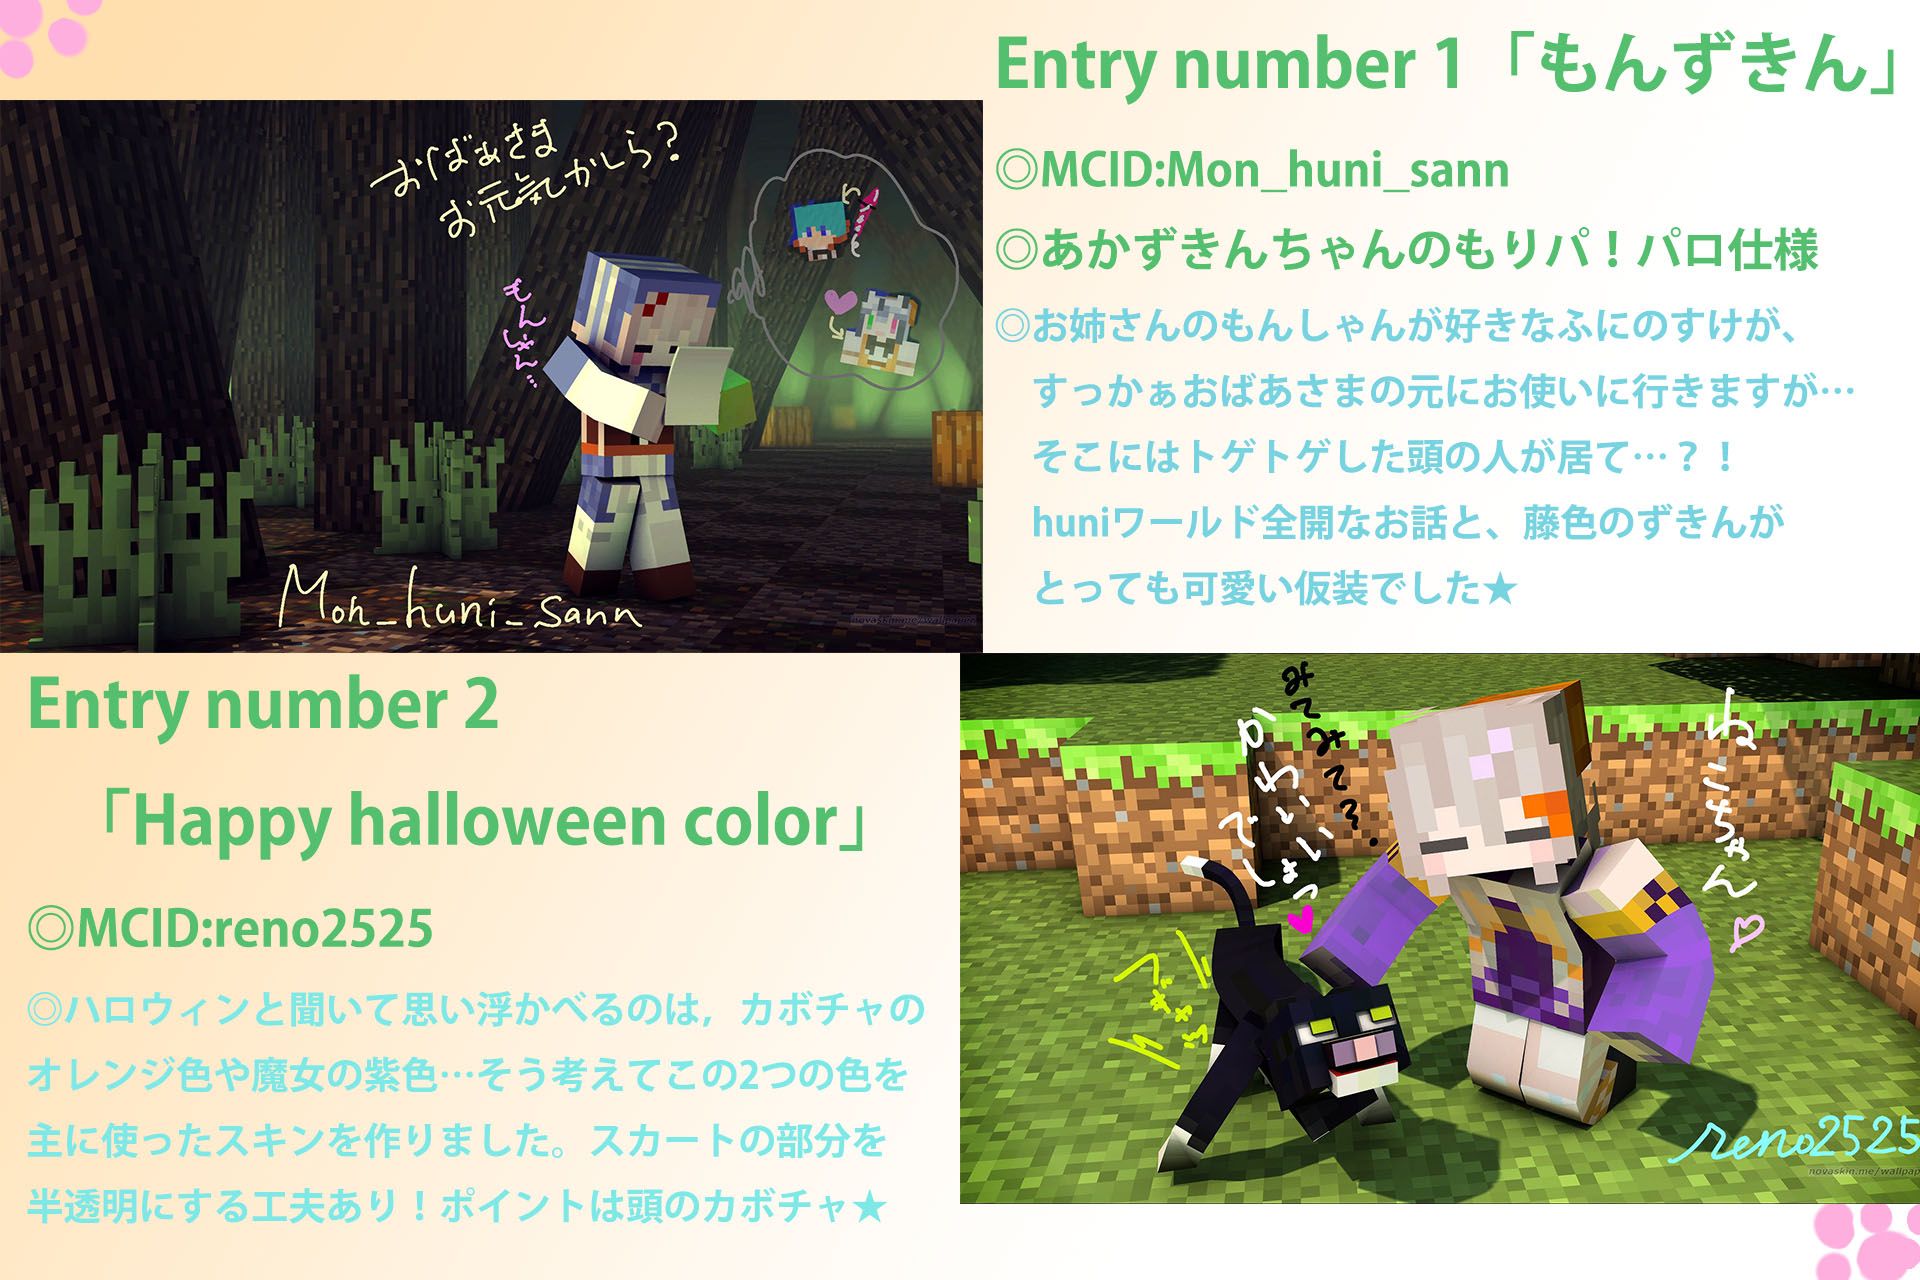 Entry number 1「もんずきん」
◎MCID:Mon_huni_sann
◎あかずきんちゃんのもりパ！パロ仕様
◎お姉さんのもんしゃんが好きなふにのすけが、
すっかぁおばあさまの元にお使いに行きますが…
そこにはトゲトゲした頭の人が居て…？！
huniワールド全開なお話と、藤色のずきんが
とっても可愛い仮装でした★
おばぁさま
お元気かしら？
もんしゃん…
Mon_huni_sann
novaskin.me/wallpaper
Entry number 2
「Happy halloween color」
◎MCID:reno2525
◎ハロウィンと聞いて思い浮かべるのは，カボチャの
オレンジ色や魔女の紫色…そう考えてこの2つの色を
主に使ったスキンを作りました。スカートの部分を
半透明にする工夫あり！ポイントは頭のカボチャ★
みてみてる.
かわいいでしょっ
ねこちゃん
reno2525
novaskin.me/wallpap